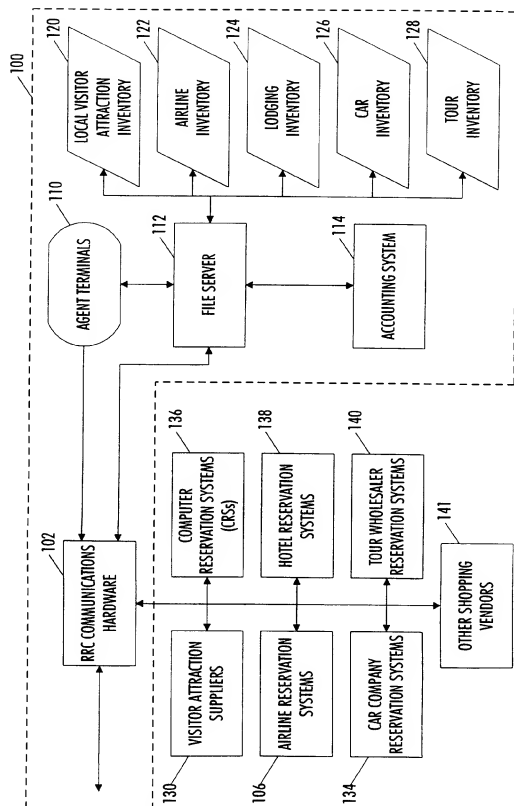 100
120
LOCAL VISITOR
ATTRACTION
INVENTORY
122
AIRLINE
INVENTORY
124
LODGING
INVENTORY
126
CAR
INVENTORY
128
TOUR
INVENTORY
110
AGENT TERMINALS
112
FILE SERVER
114
ACCOUNTING SYSTEM
102
RRC COMMUNICATIONS
HARDWARE
136
COMPUTER
RESERVATION SYSTEMS
(CRSs)
138
HOTEL RESERVATION
SYSTEMS
140
TOUR WHOLESALER
RESERVATION SYSTEMS
VISITOR ATTRACTION
SUPPLIERS
130
AIRLINE RESERVATION
SYSTEMS
106
CAR COMPANY
RESERVATION SYSTEMS
134
141
OTHER SHOPPING
VENDORS